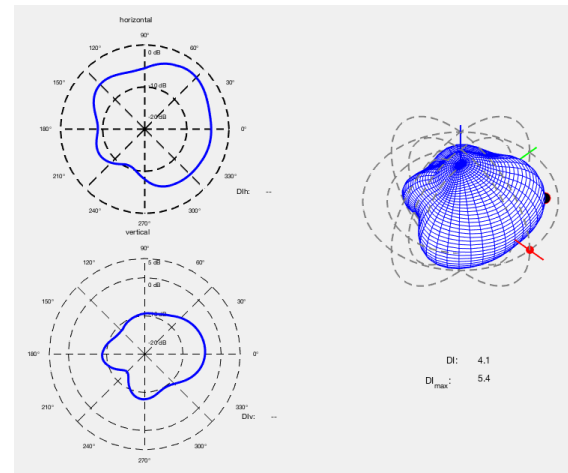 horizontal
90°
120°
60°
0 dB
150°
30°
-10 dB
-20 dB
180°
0°
210°
330°
240°
300°
270°
DIh: --
vertical
90°
120°
60°
5 dB
0 dB
150°
30°
-10 dB
-20 dB
180°
0°
210°
330°
240°
300°
270°
DIv: --
DI: 4.1
DImax: 5.4